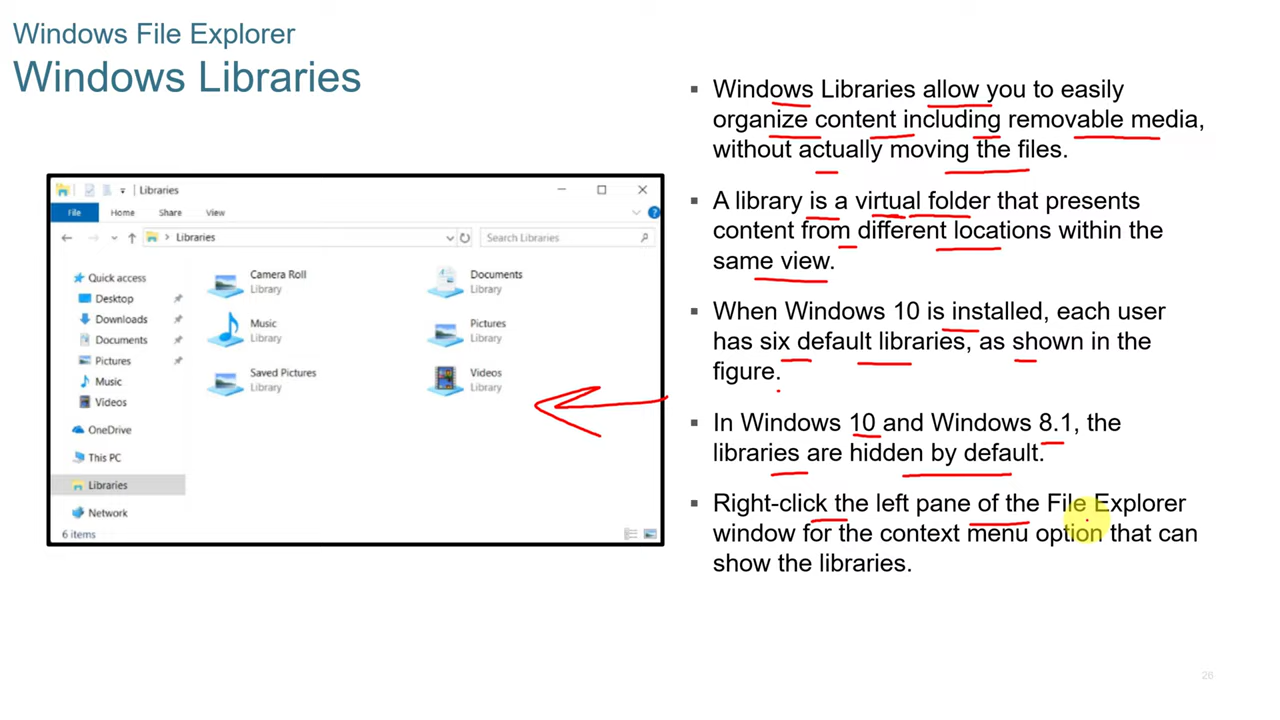 Windows File Explorer
Windows Libraries
Libraries
File Home Share View
Libraries
Search Libraries
Quick access
Desktop
Downloads
Documents
Pictures
Music
Videos
OneDrive
This PC
Libraries
Network
Camera Roll
Library
Documents
Library
Music
Library
Pictures
Library
Saved Pictures
Library
Videos
Library
6 items
▪ Windows Libraries allow you to easily
organize content including removable media,
without actually moving the files.
▪ A library is a virtual folder that presents
content from different locations within the
same view.
▪ When Windows 10 is installed, each user
has six default libraries, as shown in the
figure.
▪ In Windows 10 and Windows 8.1, the
libraries are hidden by default.
▪ Right-click the left pane of the File Explorer
window for the context menu option that can
show the libraries.
26